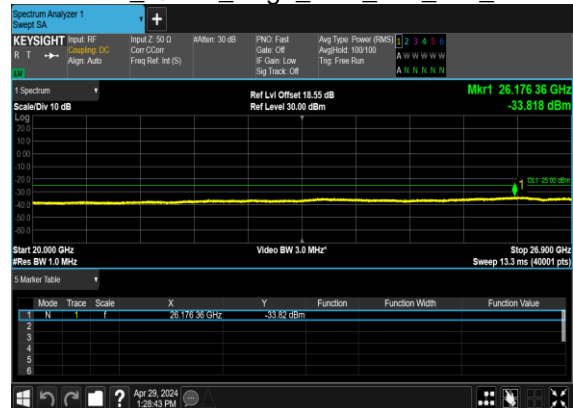 Spectrum Analyzer 1
Swept SA
+
KEYSIGHT Input: RF Input Z: 50 Ω #Atten: 30 dB PNO: Fast Avg Type: Power (RMS) 1 2 3 4 5 6
R T Coupling: DC Corr CCorr Gate: Off Avg|Hold: 100/100 A W W W W W
Align: Auto Freq Ref: Int (S) IF Gain: Low Trig: Free Run
LW Sig Track: Off A N N N N N
1 Spectrum Ref Lvl Offset 18.55 dB Mkr1 26.176 36 GHz
Scale/Div 10 dB Ref Level 30.00 dBm -33.818 dBm
Log
20.0
10.0
0.00
-10.0
-20.0
1 DL1 -25.00 dBm
-30.0
-40.0
-50.0
-60.0
Start 20.000 GHz Video BW 3.0 MHz* Stop 26.900 GHz
#Res BW 1.0 MHz Sweep 13.3 ms (40001 pts)
5 Marker Table
Mode Trace Scale X Y Function Function Width Function Value
1 N 1 f 26.176 36 GHz -33.82 dBm
2
3
4
5
6
? Apr 29, 2024
1:28:43 PM